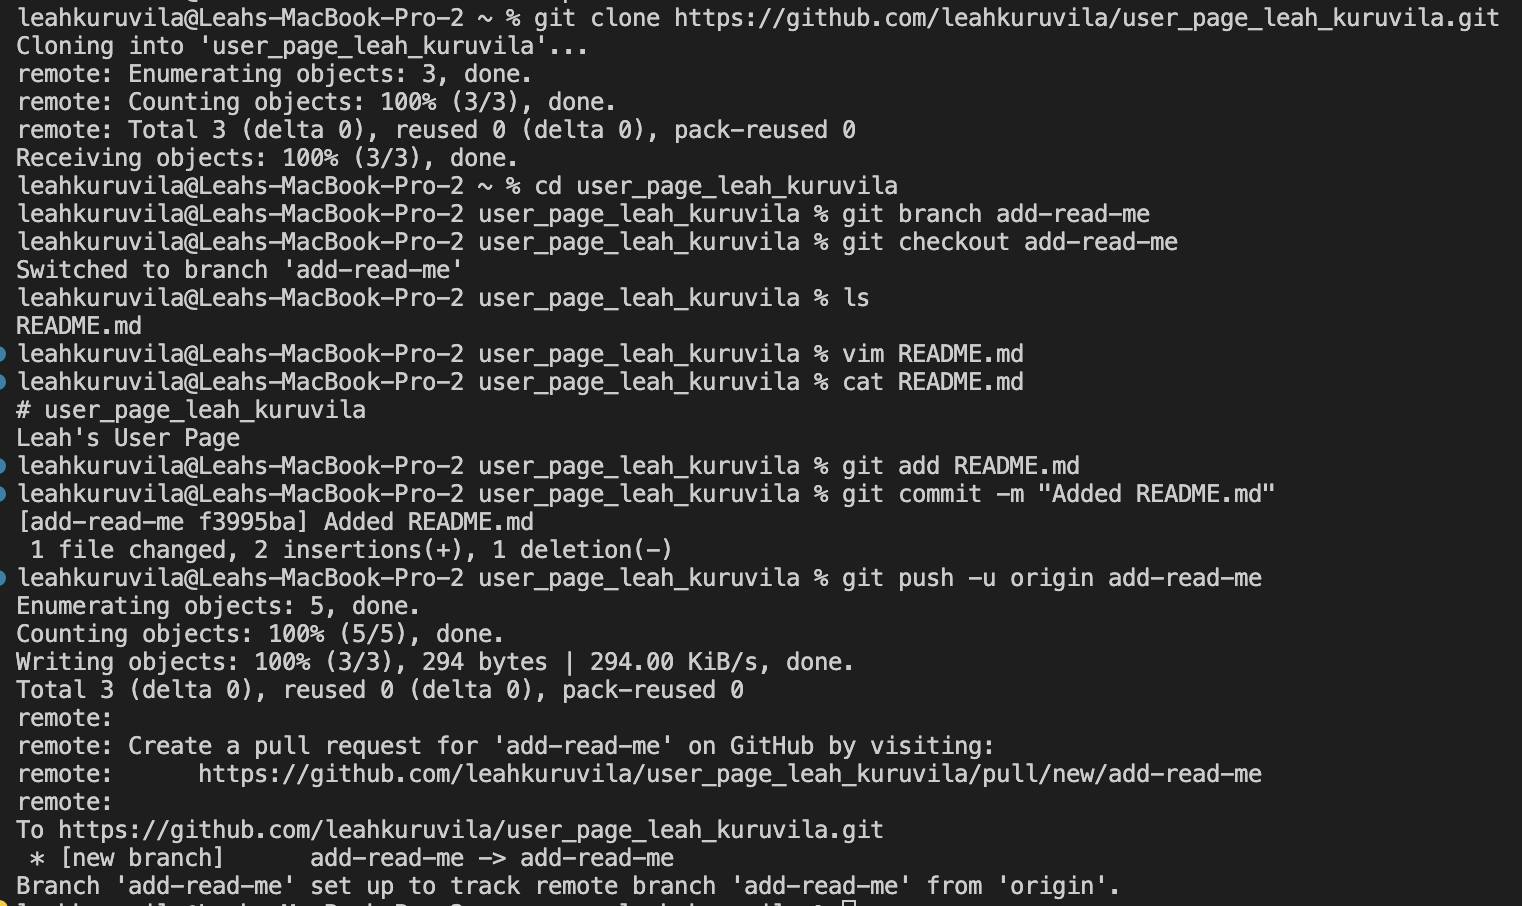 leahkuruvila@Leahs-MacBook-Pro-2 ~ % git clone https://github.com/leahkuruvila/user_page_leah_kuruvila.git
Cloning into 'user_page_leah_kuruvila'...
remote: Enumerating objects: 3, done.
remote: Counting objects: 100% (3/3), done.
remote: Total 3 (delta 0), reused 0 (delta 0), pack-reused 0
Receiving objects: 100% (3/3), done.
leahkuruvila@Leahs-MacBook-Pro-2 ~ % cd user_page_leah_kuruvila
leahkuruvila@Leahs-MacBook-Pro-2 user_page_leah_kuruvila % git branch add-read-me
leahkuruvila@Leahs-MacBook-Pro-2 user_page_leah_kuruvila % git checkout add-read-me
Switched to branch 'add-read-me'
leahkuruvila@Leahs-MacBook-Pro-2 user_page_leah_kuruvila % ls
README.md
leahkuruvila@Leahs-MacBook-Pro-2 user_page_leah_kuruvila % vim README.md
leahkuruvila@Leahs-MacBook-Pro-2 user_page_leah_kuruvila % cat README.md
# user_page_leah_kuruvila
Leah's User Page
leahkuruvila@Leahs-MacBook-Pro-2 user_page_leah_kuruvila % git add README.md
leahkuruvila@Leahs-MacBook-Pro-2 user_page_leah_kuruvila % git commit -m "Added README.md"
[add-read-me f3995ba] Added README.md
 1 file changed, 2 insertions(+), 1 deletion(-)
leahkuruvila@Leahs-MacBook-Pro-2 user_page_leah_kuruvila % git push -u origin add-read-me
Enumerating objects: 5, done.
Counting objects: 100% (5/5), done.
Writing objects: 100% (3/3), 294 bytes | 294.00 KiB/s, done.
Total 3 (delta 0), reused 0 (delta 0), pack-reused 0
remote:
remote: Create a pull request for 'add-read-me' on GitHub by visiting:
remote:      https://github.com/leahkuruvila/user_page_leah_kuruvila/pull/new/add-read-me
remote:
To https://github.com/leahkuruvila/user_page_leah_kuruvila.git
 * [new branch]      add-read-me -> add-read-me
Branch 'add-read-me' set up to track remote branch 'add-read-me' from 'origin'.